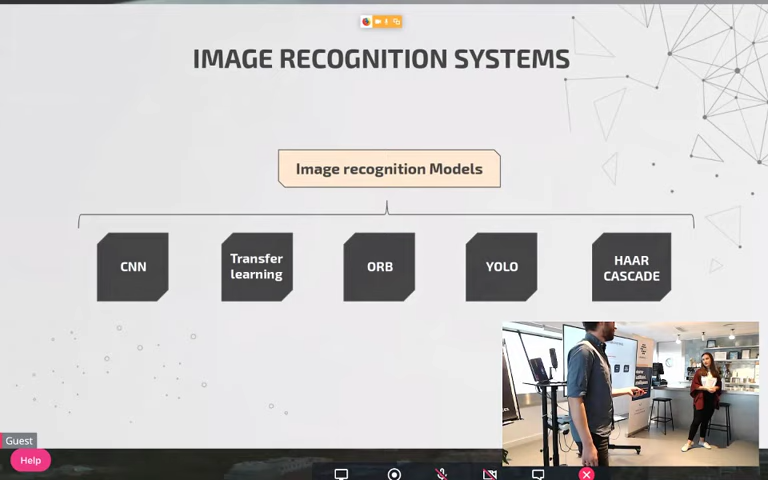 IMAGE RECOGNITION SYSTEMS
Image recognition Models
CNN
Transfer
learning
ORB
YOLO
HAAR
CASCADE
Guest
Help